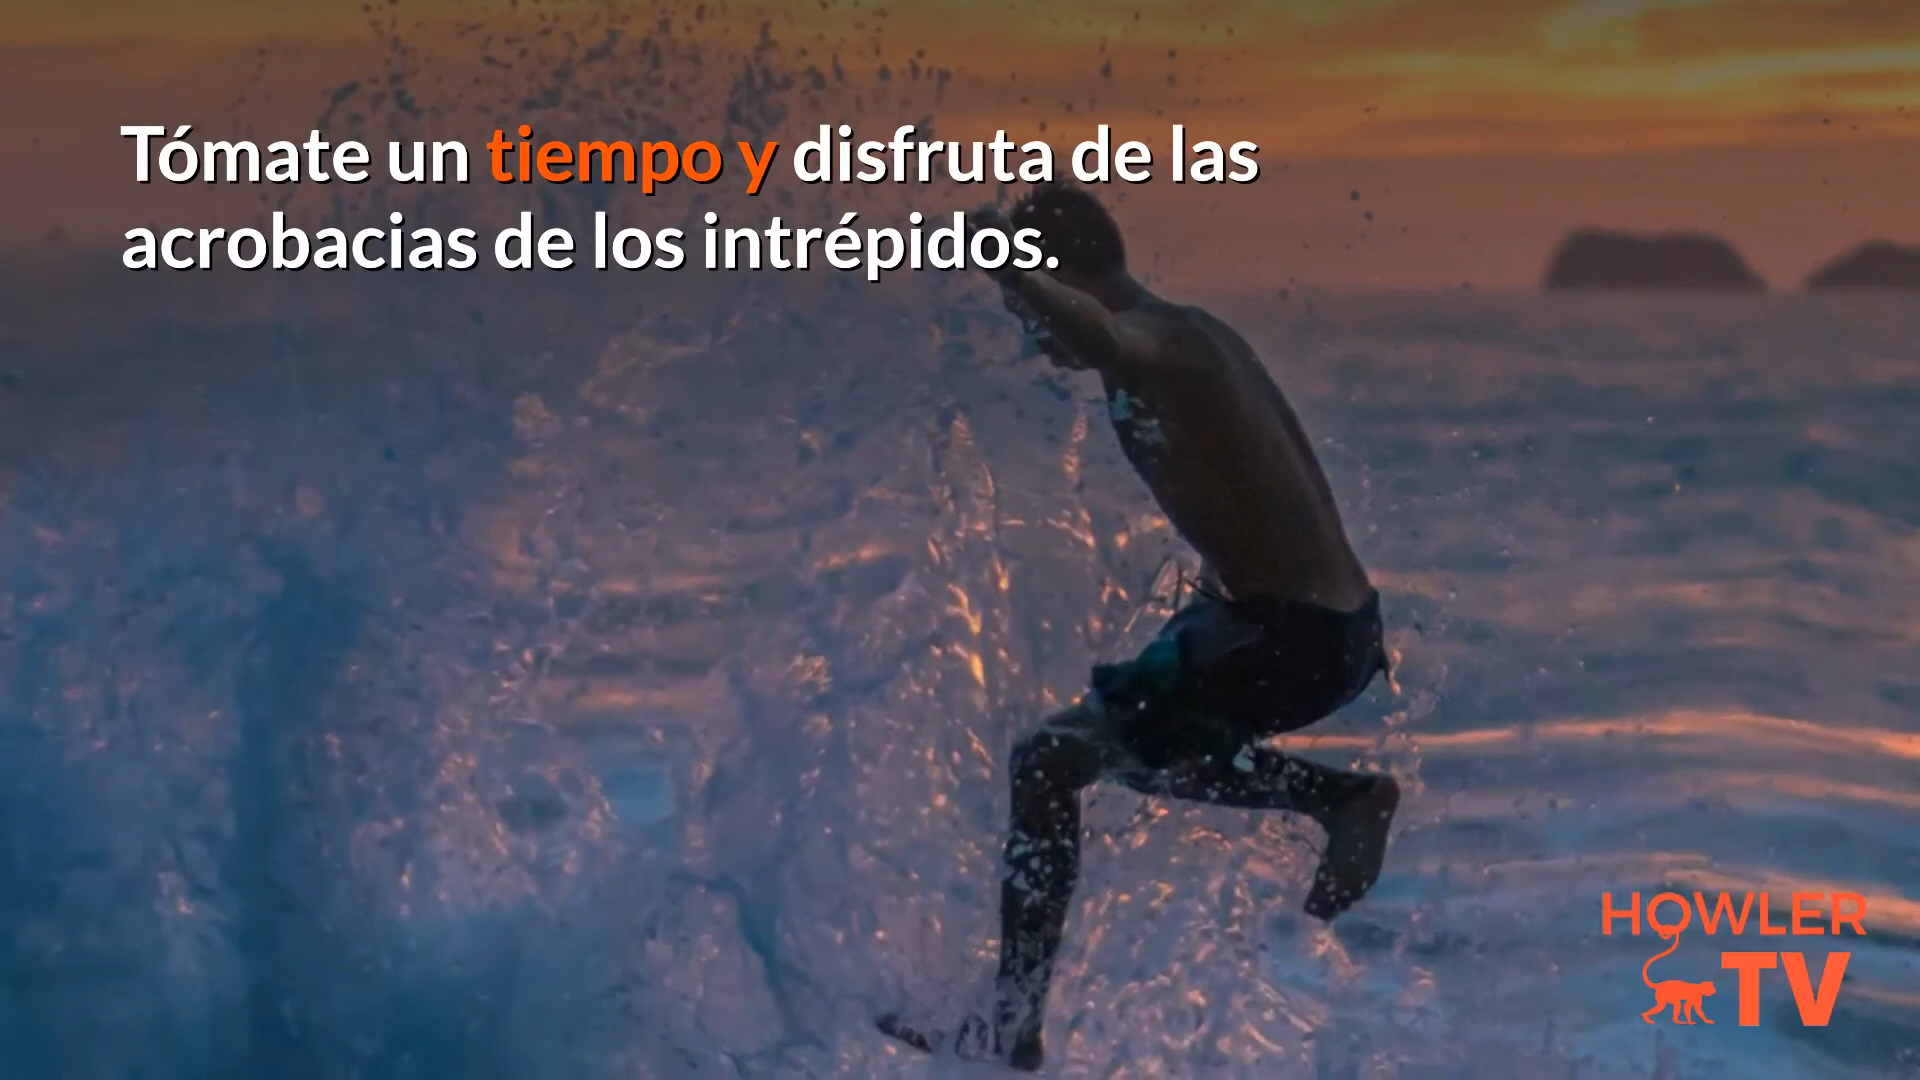 Tómate un tiempo y disfruta de las
acrobacias de los intrépidos.
HOWLER
TV